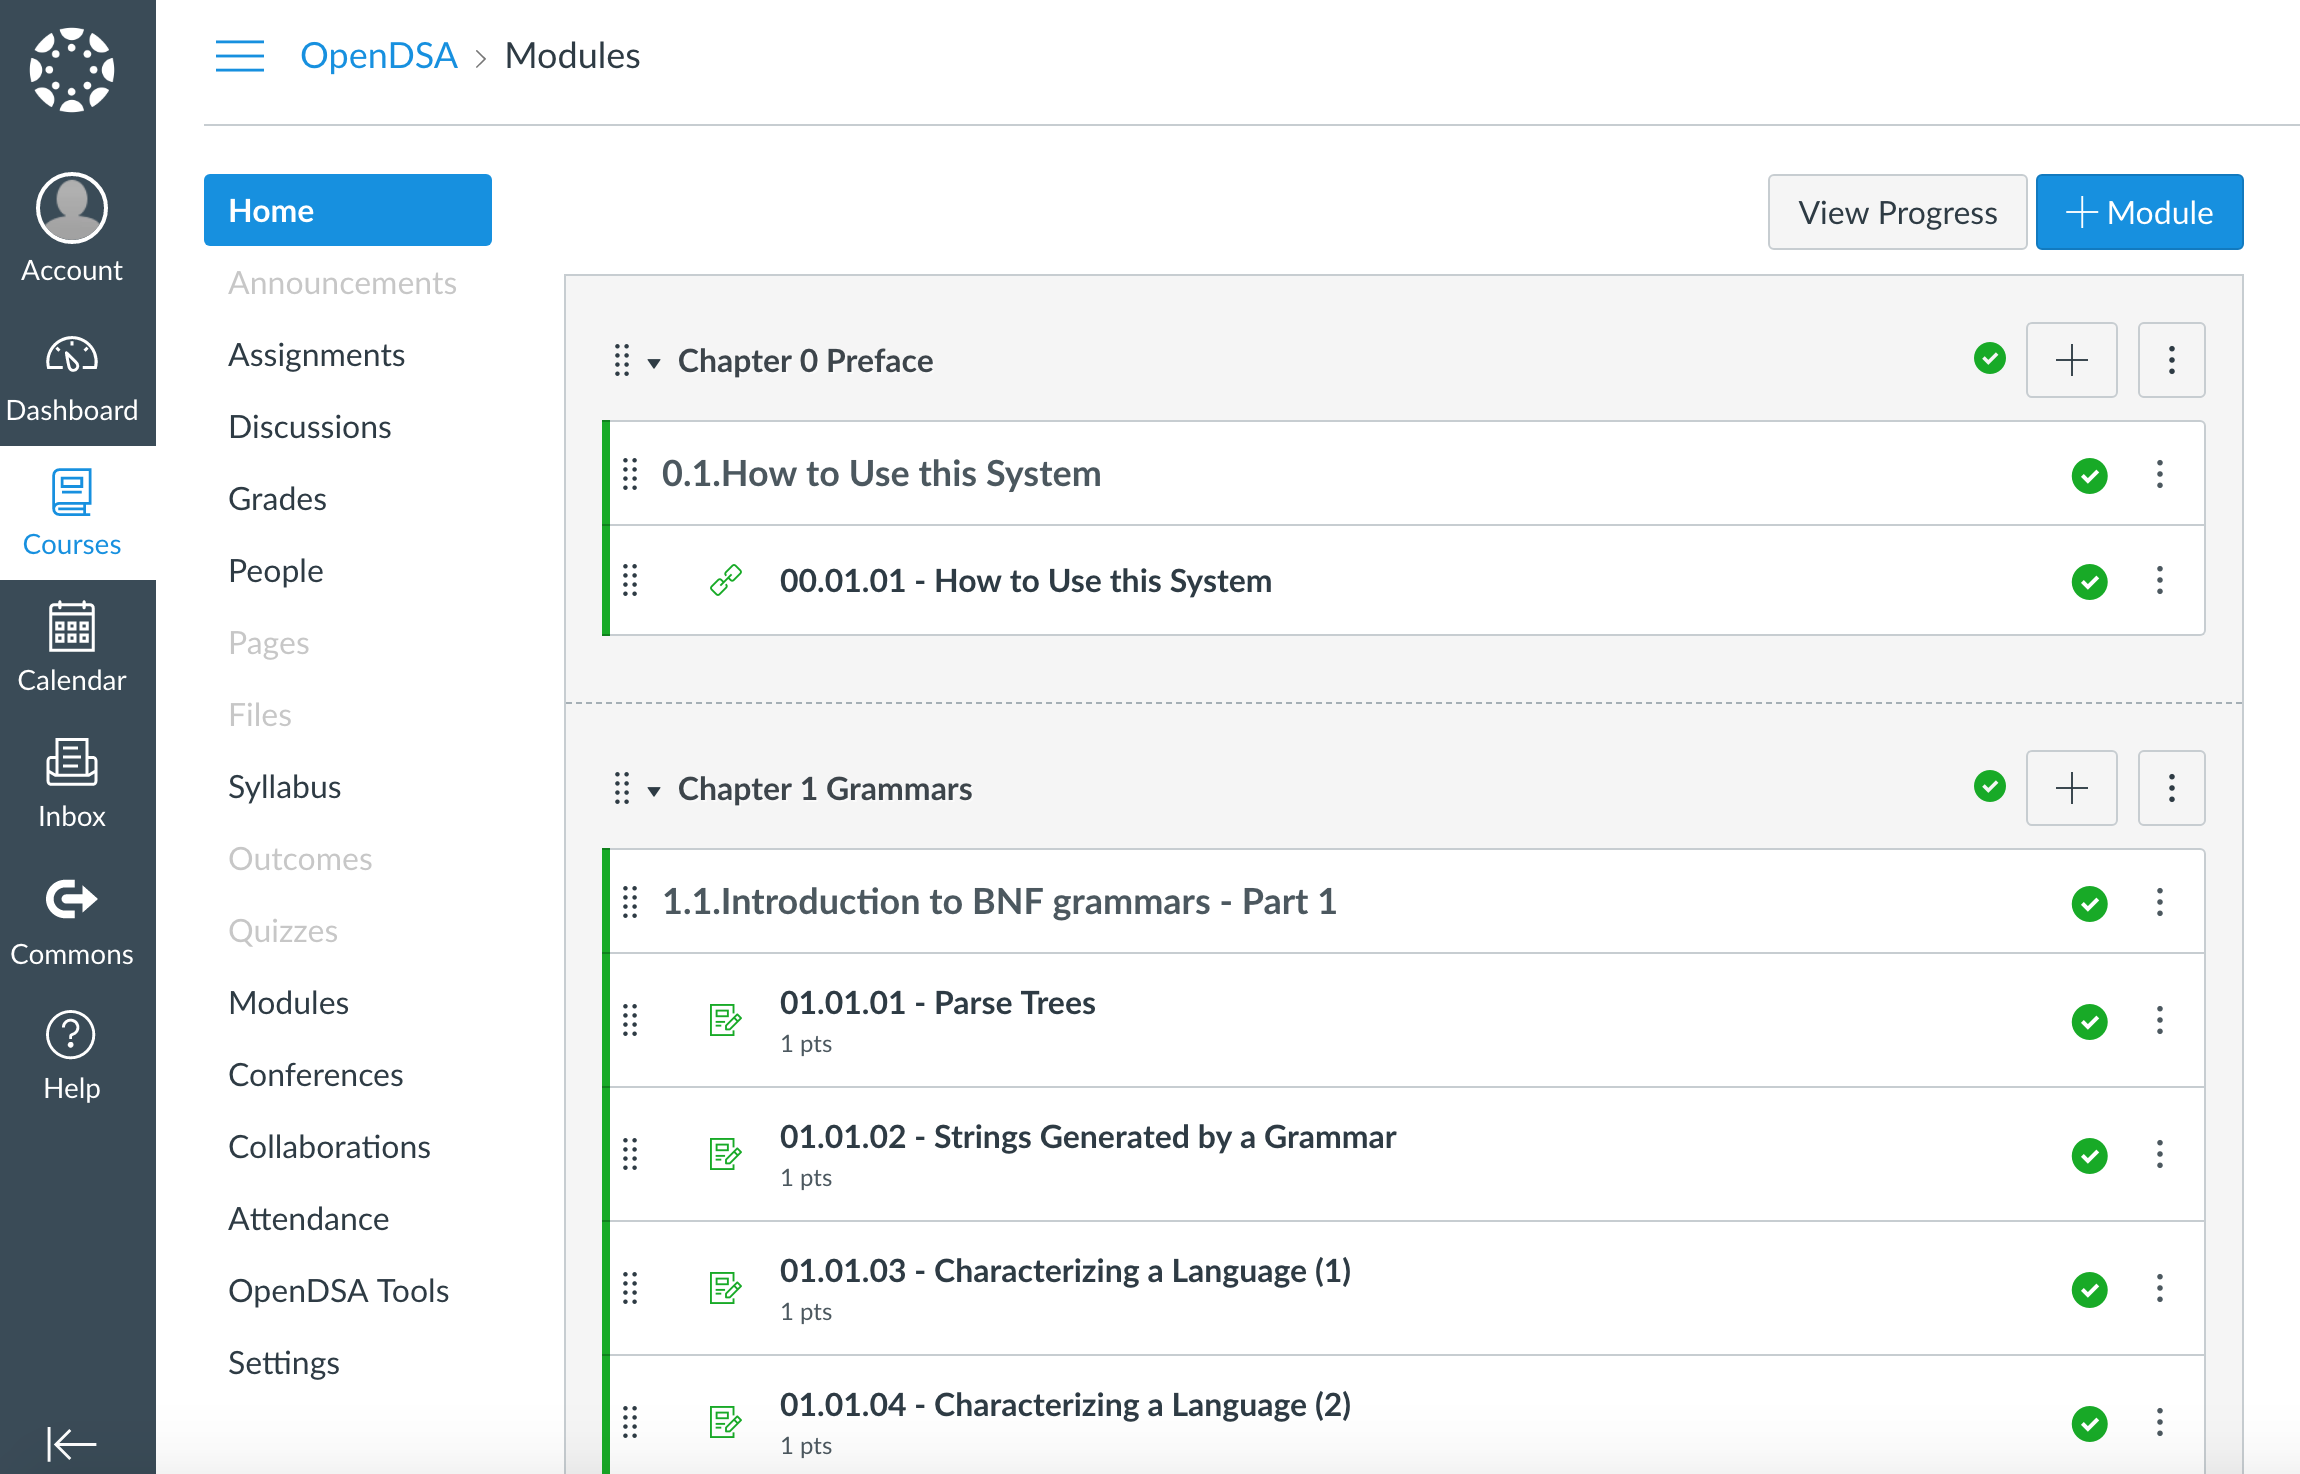 OpenDSA > Modules
Account
Dashboard
Courses
Calendar
Inbox
Commons
Help
Home
Announcements
Assignments
Discussions
Grades
People
Pages
Files
Syllabus
Outcomes
Quizzes
Modules
Conferences
Collaborations
Attendance
OpenDSA Tools
Settings
View Progress
+ Module
Chapter 0 Preface
0.1.How to Use this System
00.01.01 - How to Use this System
Chapter 1 Grammars
1.1.Introduction to BNF grammars - Part 1
01.01.01 - Parse Trees
1 pts
01.01.02 - Strings Generated by a Grammar
1 pts
01.01.03 - Characterizing a Language (1)
1 pts
01.01.04 - Characterizing a Language (2)
1 pts